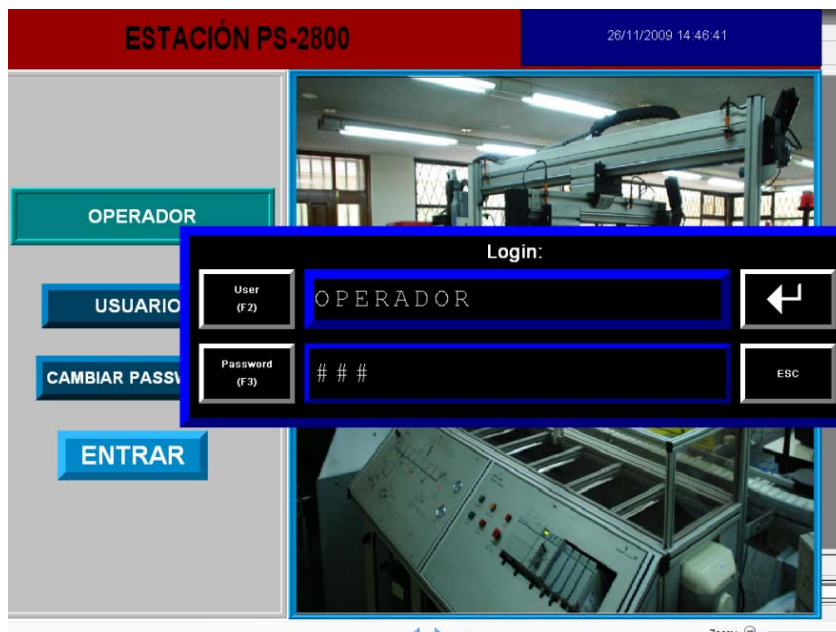 ESTACIÓN PS-2800
26/11/2009 14:46:41
OPERADOR
Login:
User
(F2)
OPERADOR
USUARIO
Password
(F3)
###
ESC
CAMBIAR
ENTRAR